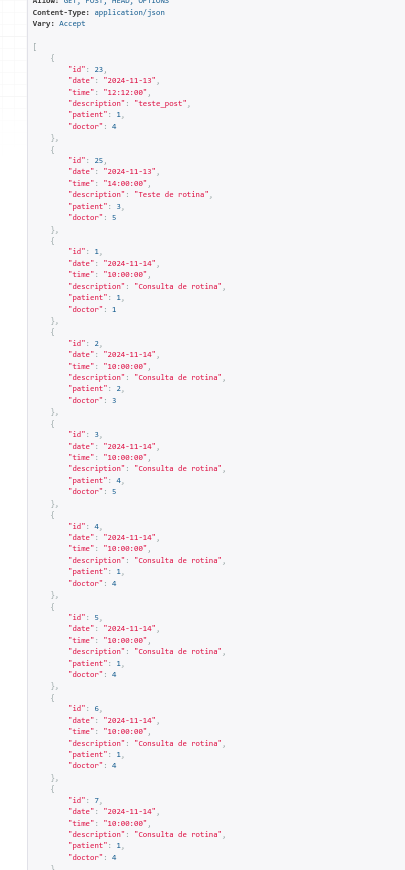 Allow: GET, POST, HEAD, OPTIONS
Content-Type: application/json
Vary: Accept
[
{
"id": 23,
"date": "2024-11-13",
"time": "12:12:00",
"description": "teste_post",
"patient": 1,
"doctor": 4
},
{
"id": 25,
"date": "2024-11-13",
"time": "14:00:00",
"description": "Teste de rotina",
"patient": 3,
"doctor": 5
},
{
"id": 1,
"date": "2024-11-14",
"time": "10:00:00",
"description": "Consulta de rotina",
"patient": 1,
"doctor": 1
},
{
"id": 2,
"date": "2024-11-14",
"time": "10:00:00",
"description": "Consulta de rotina",
"patient": 2,
"doctor": 3
},
{
"id": 3,
"date": "2024-11-14",
"time": "10:00:00",
"description": "Consulta de rotina",
"patient": 4,
"doctor": 5
},
{
"id": 4,
"date": "2024-11-14",
"time": "10:00:00",
"description": "Consulta de rotina",
"patient": 1,
"doctor": 4
},
{
"id": 5,
"date": "2024-11-14",
"time": "10:00:00",
"description": "Consulta de rotina",
"patient": 1,
"doctor": 4
},
{
"id": 6,
"date": "2024-11-14",
"time": "10:00:00",
"description": "Consulta de rotina",
"patient": 1,
"doctor": 4
},
{
"id": 7,
"date": "2024-11-14",
"time": "10:00:00",
"description": "Consulta de rotina",
"patient": 1,
"doctor": 4
},